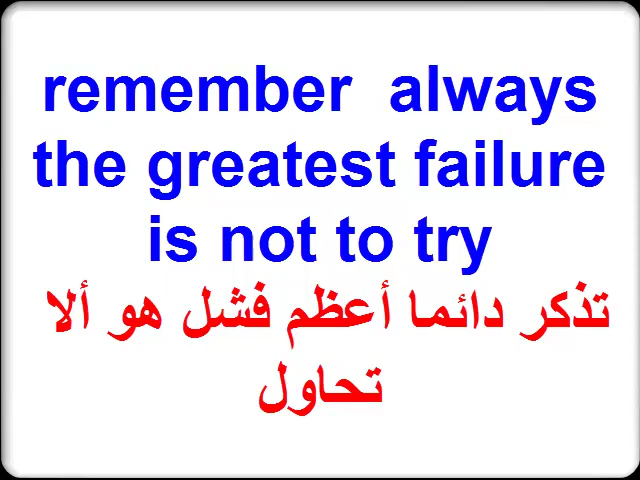 remember always
the greatest failure
is not to try
تذكر دائما أعظم فشل هو ألا
تحاول